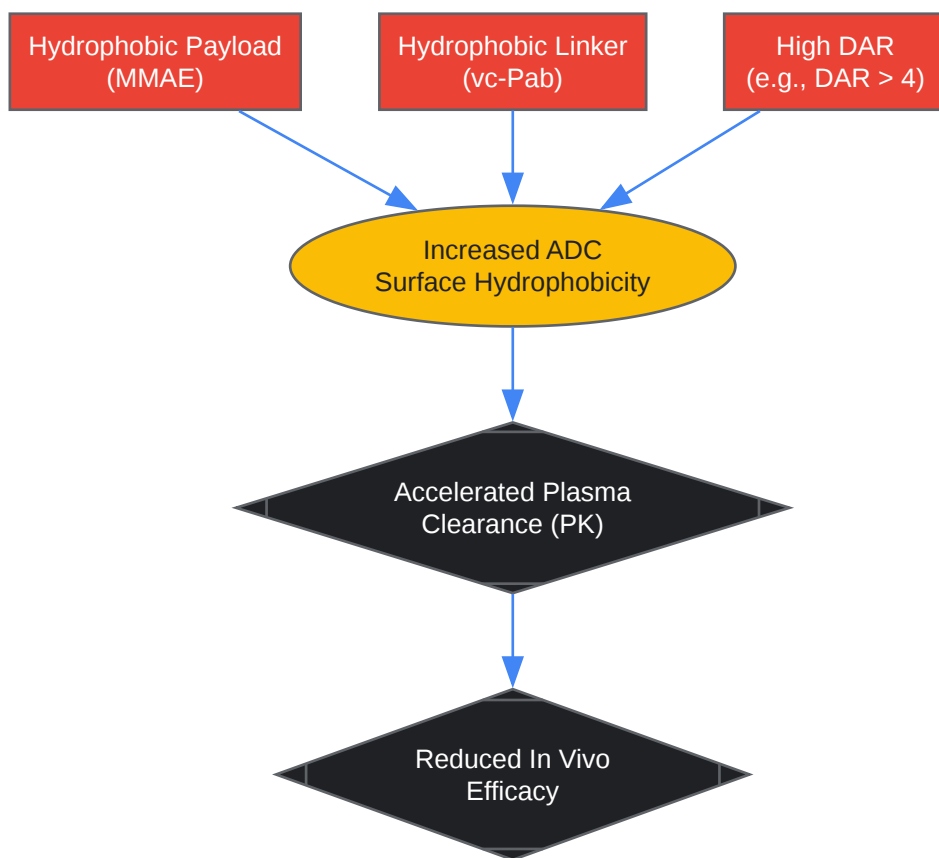 Hydrophobic Payload
(MMAE)
Hydrophobic Linker
(vc-Pab)
High DAR
(e.g., DAR > 4)
Increased ADC
Surface Hydrophobicity
Accelerated Plasma
Clearance (PK)
Reduced In Vivo
Efficacy